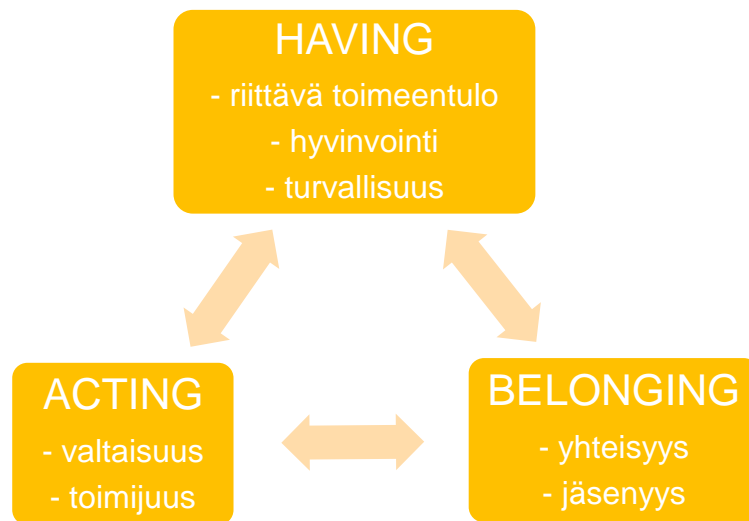 HAVING
- riittävä toimeentulo
- hyvinvointi
- turvallisuus
ACTING
- valtaisuus
- toimijuus
BELONGING
- yhteisyys
- jäsenyys